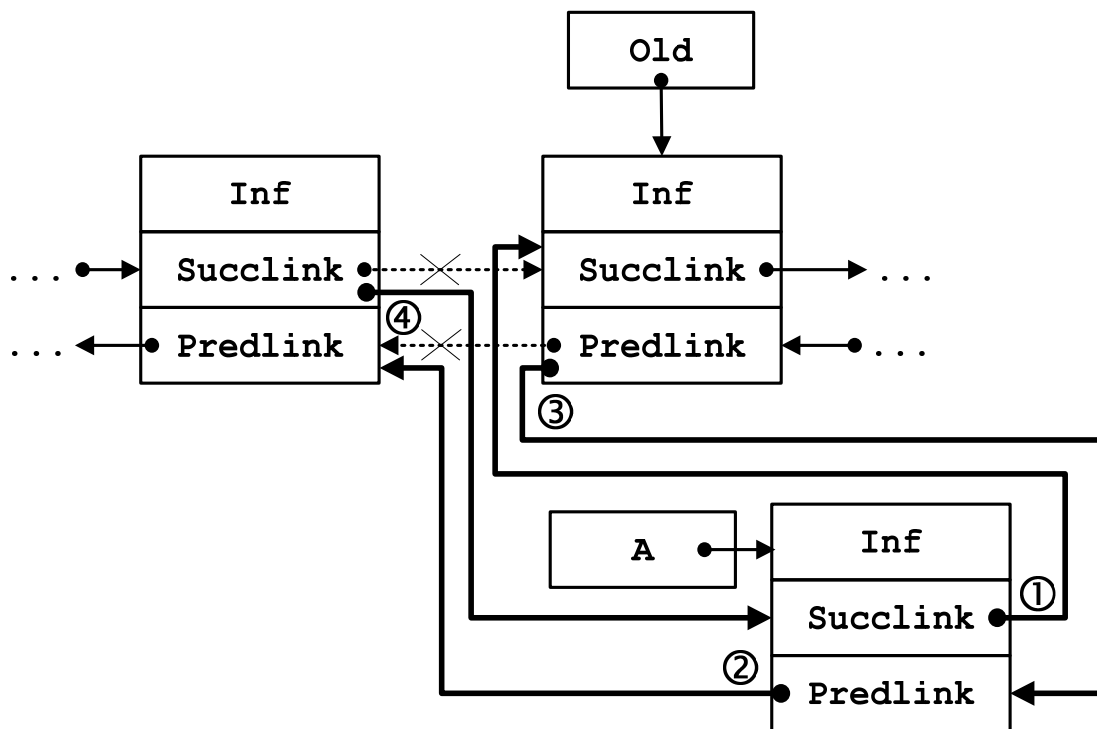 Old
Inf
Inf
... Succlink Succlink ...
④
... Predlink Predlink ...
③
A
Inf
①
Succlink
②
Predlink